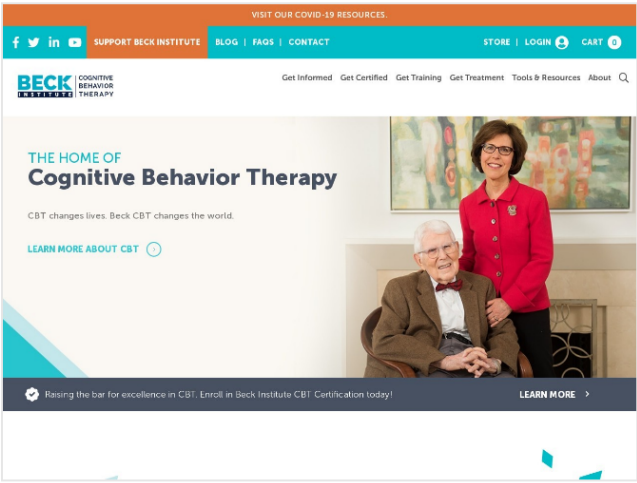 VISIT OUR COVID-19 RESOURCES.
SUPPORT BECK INSTITUTE BLOG | FAQS | CONTACT STORE | LOGIN CART 0
BECK INSTITUTE COGNITIVE BEHAVIOR THERAPY
Get Informed Get Certified Get Training Get Treatment Tools & Resources About
THE HOME OF
Cognitive Behavior Therapy
CBT changes lives. Beck CBT changes the world.
LEARN MORE ABOUT CBT
Raising the bar for excellence in CBT. Enroll in Beck Institute CBT Certification today! LEARN MORE